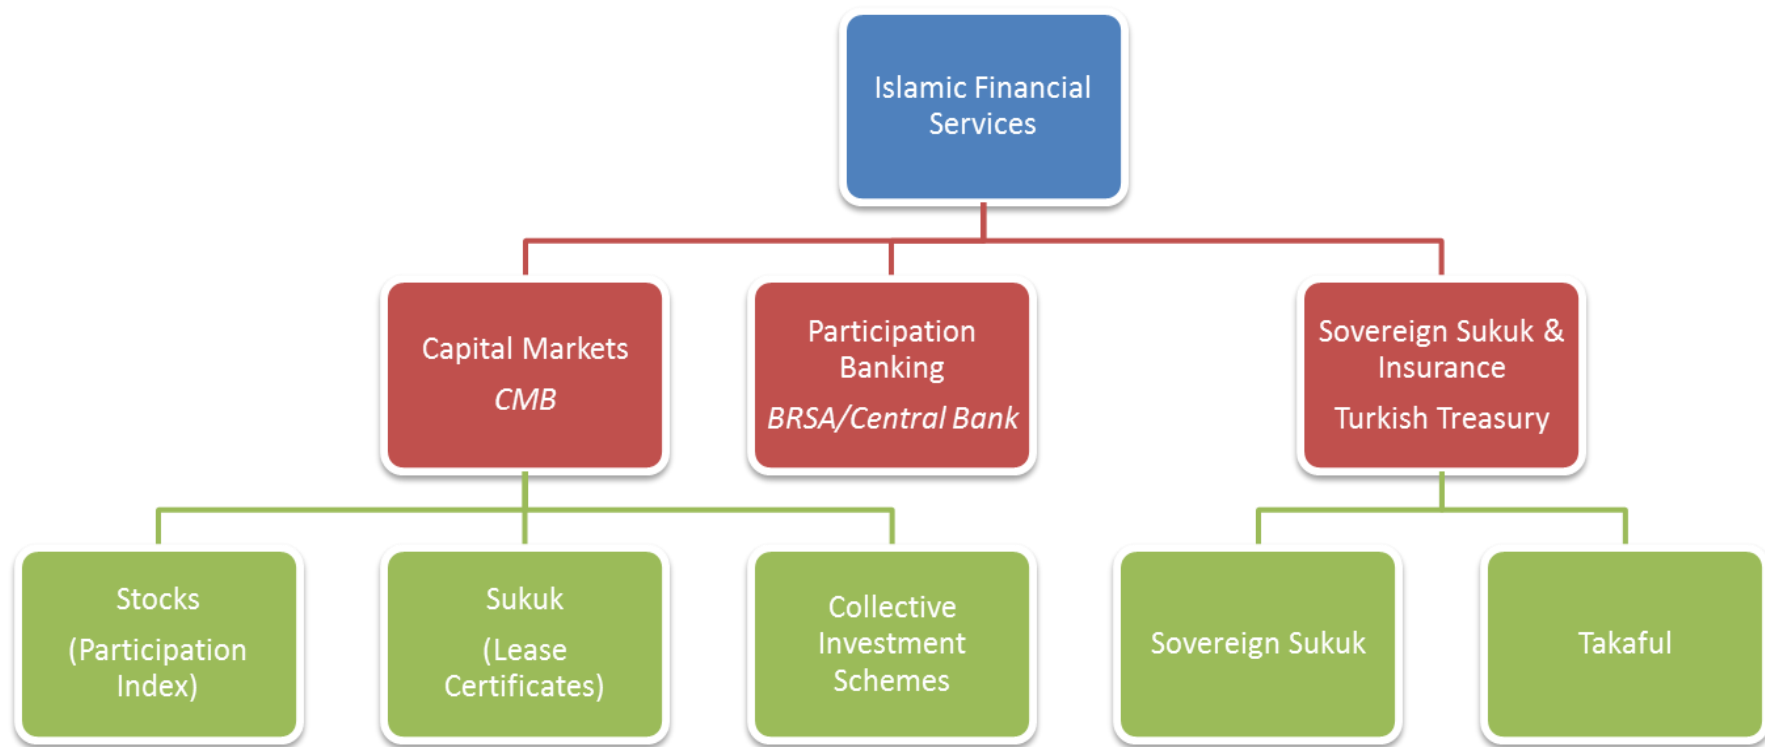 Islamic Financial
Services
Capital Markets
CMB
Participation
Banking
BRSA/Central Bank
Sovereign Sukuk &
Insurance
Turkish Treasury
Stocks
(Participation
Index)
Sukuk
(Lease
Certificates)
Collective
Investment
Schemes
Sovereign Sukuk
Takaful